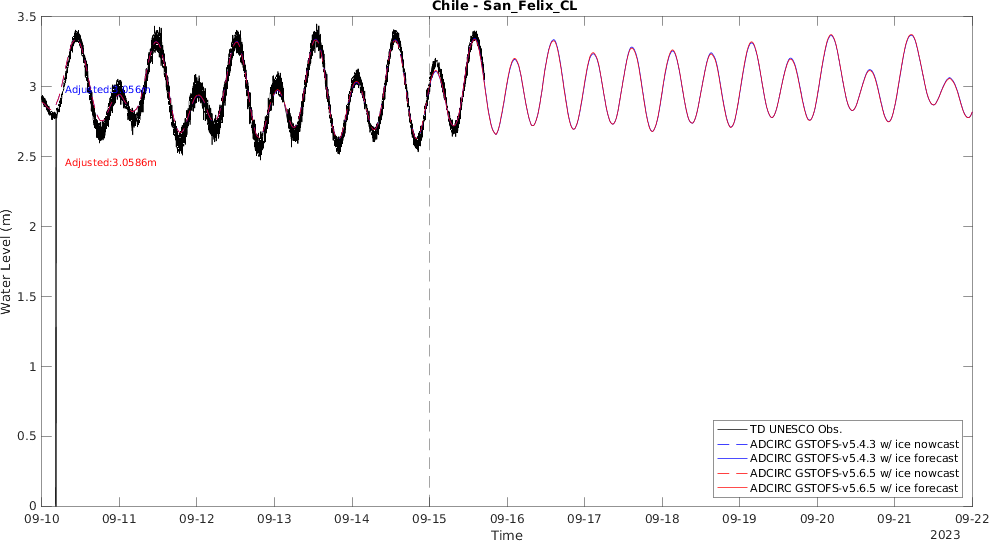 Chile - San_Felix_CL
3.5
3
2.5
2
1.5
1
0.5
0
Water Level (m)
Adjusted:3.056m
Adjusted:3.0586m
TD UNESCO Obs.
ADCIRC GSTOFS-v5.4.3 w/ ice nowcast
ADCIRC GSTOFS-v5.4.3 w/ ice forecast
ADCIRC GSTOFS-v5.6.5 w/ ice nowcast
ADCIRC GSTOFS-v5.6.5 w/ ice forecast
09-10 09-11 09-12 09-13 09-14 09-15 09-16 09-17 09-18 09-19 09-20 09-21 09-22
Time
2023